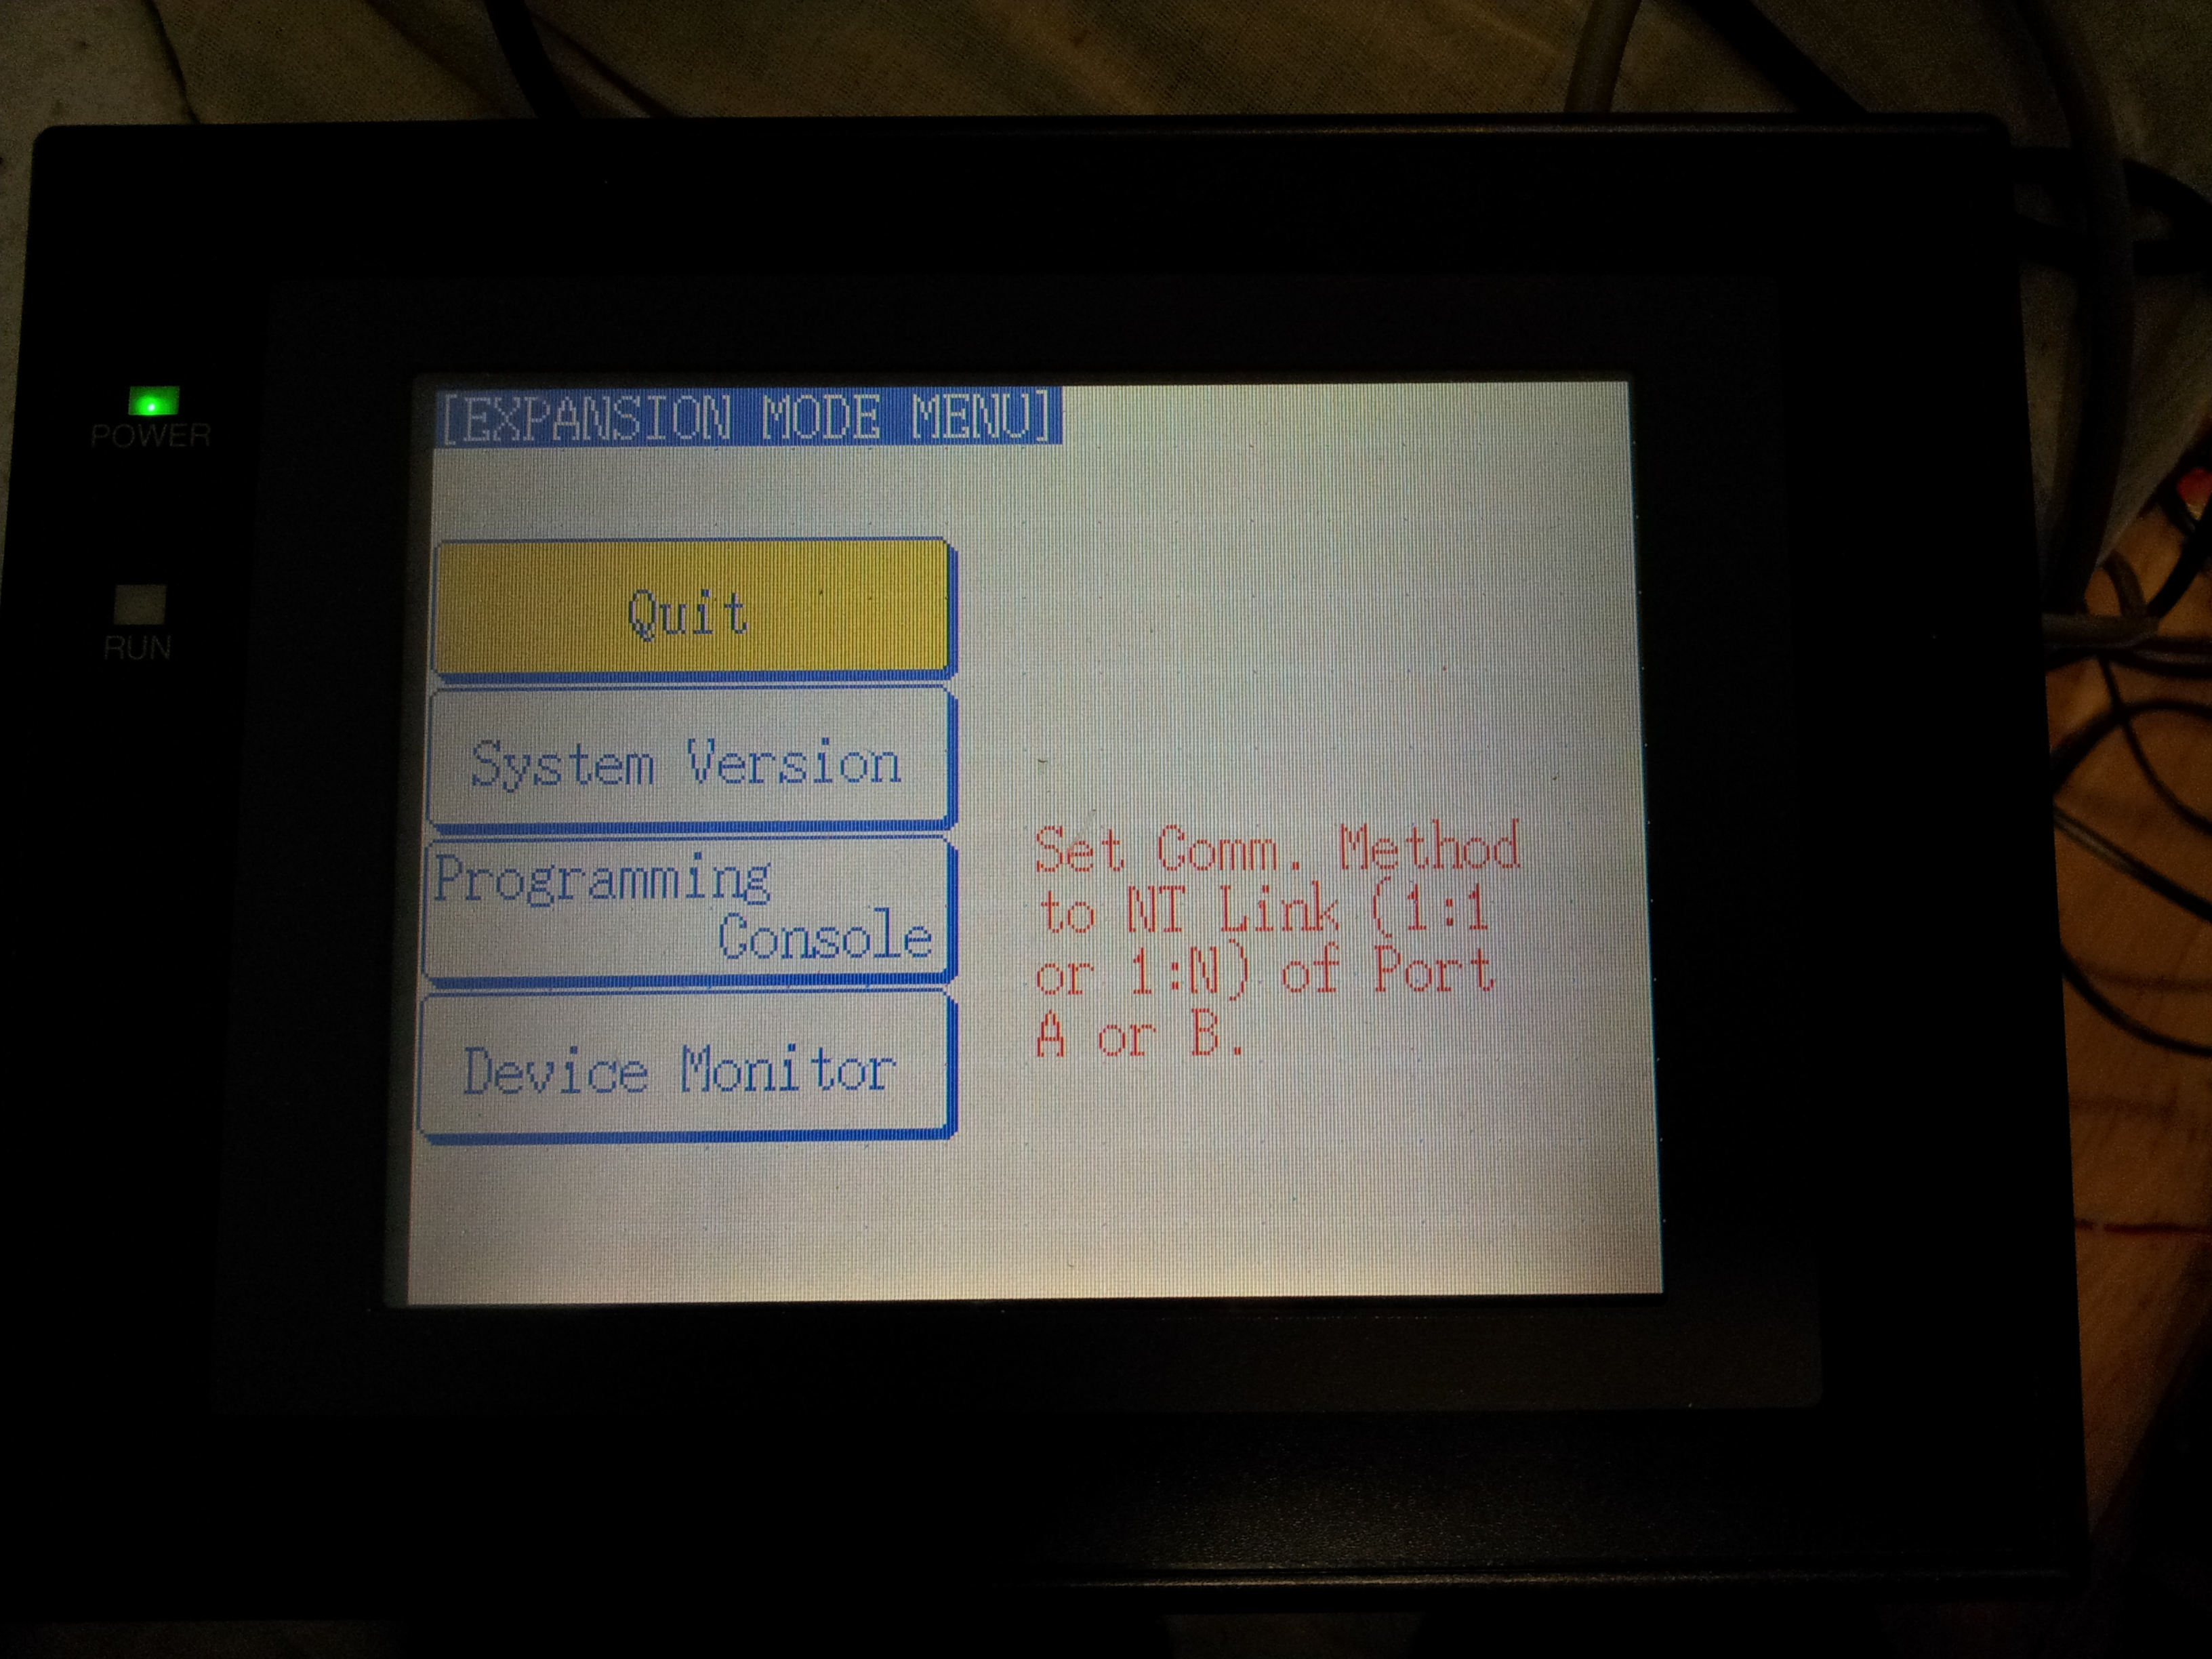 [EXPANSION MODE MENU]
POWER
Quit
RUN
System Version
Programming
Console
Device Monitor
Set Comm. Method
to NT Link (1:1
or 1:N) of Port
A or B.